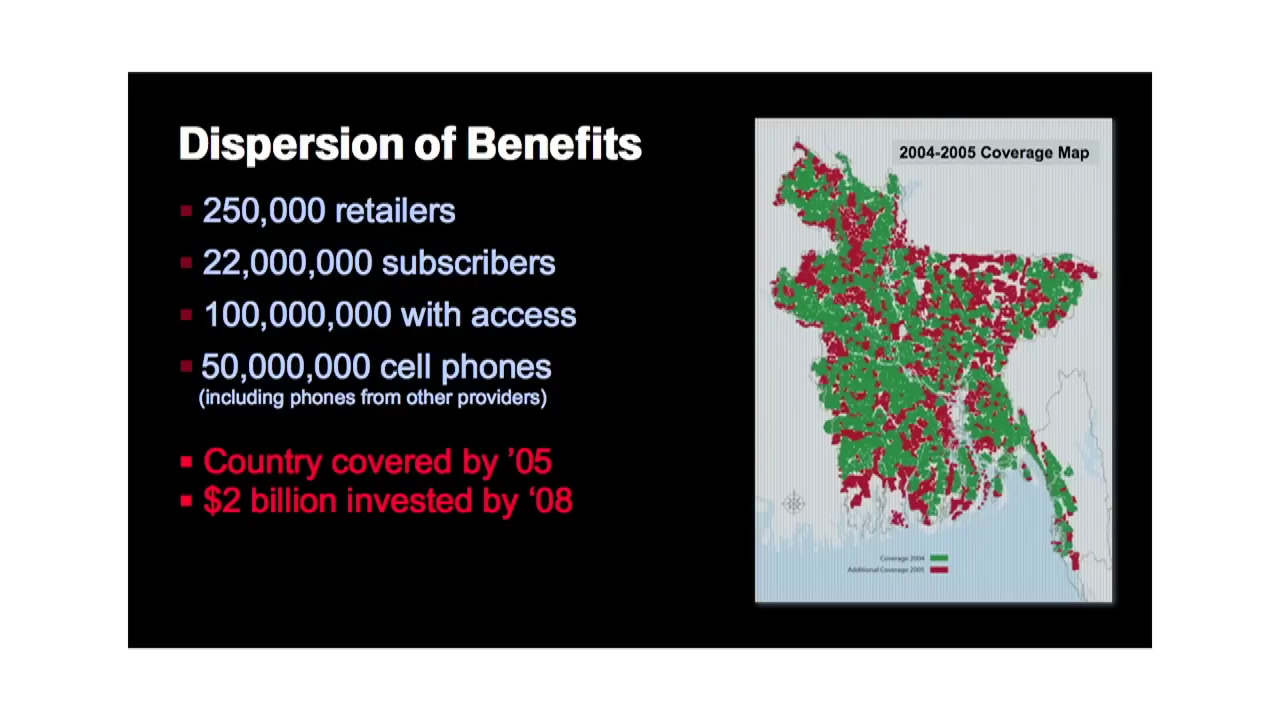 Dispersion of Benefits
▪ 250,000 retailers
▪ 22,000,000 subscribers
▪ 100,000,000 with access
▪ 50,000,000 cell phones
(including phones from other providers)
▪ Country covered by ’05
▪ $2 billion invested by ‘08
2004-2005 Coverage Map
Coverage 2004
Additional Coverage 2005